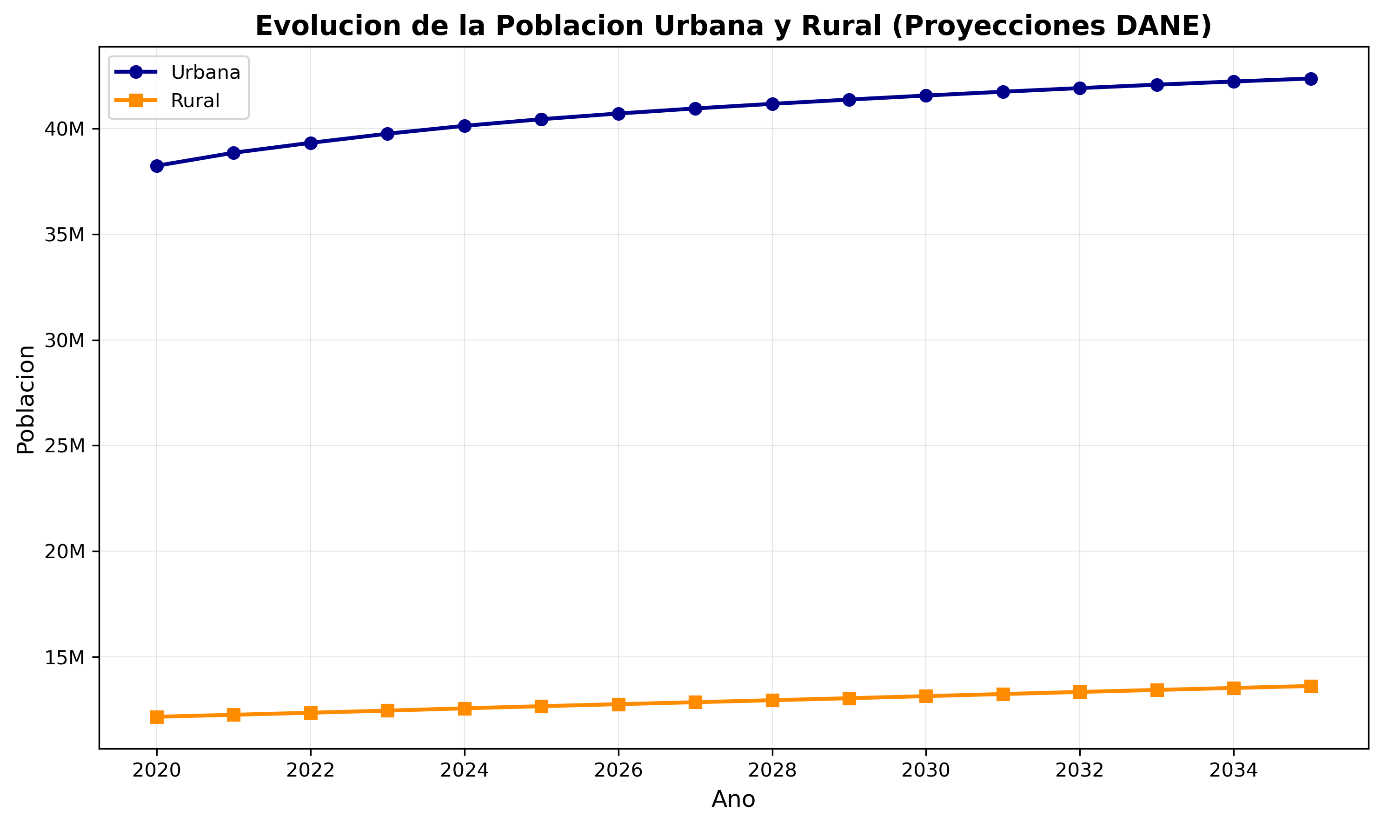 Evolucion de la Poblacion Urbana y Rural (Proyecciones DANE)
Urbana
Rural
40M
35M
30M
25M
20M
15M
Poblacion
2020 2022 2024 2026 2028 2030 2032 2034
Ano